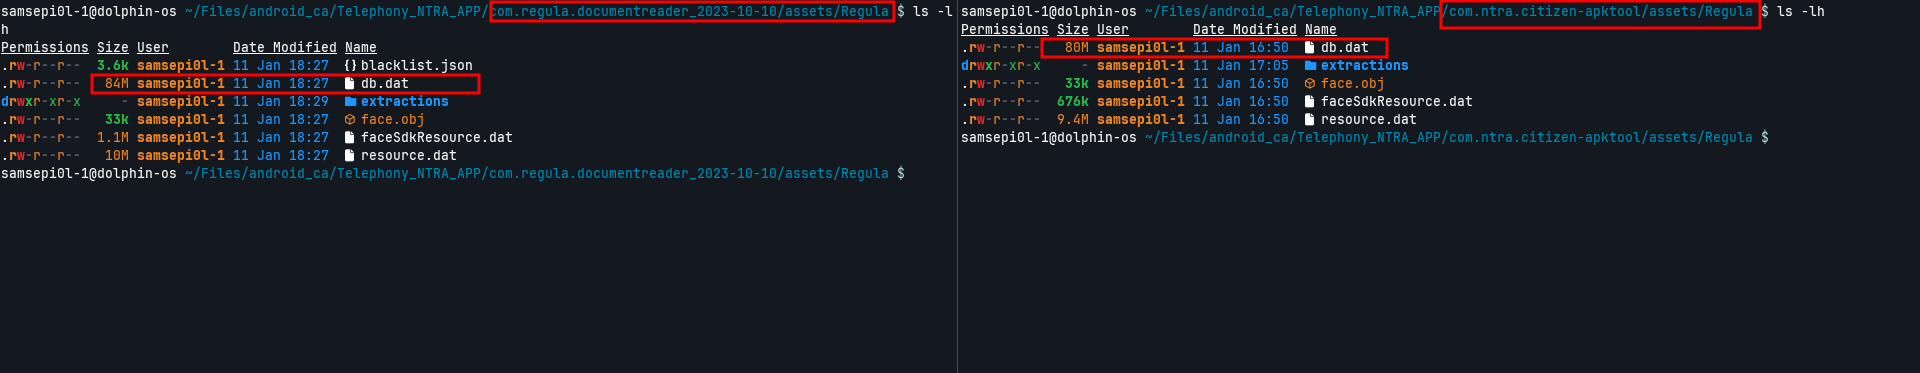 samsepi0l-1@dolphin-os ~/Files/android_ca/Telephony_NTRA_APP/com.regula.documentreader_2023-10-10/assets/Regula $ ls -l
h
Permissions Size User Date Modified Name
.rw-r--r-- 3.6k samsepi0l-1 11 Jan 18:27 {} blacklist.json
.rw-r--r-- 84M samsepi0l-1 11 Jan 18:27 db.dat
drwxr-xr-x - samsepi0l-1 11 Jan 18:29 extractions
.rw-r--r-- 33k samsepi0l-1 11 Jan 18:27 face.obj
.rw-r--r-- 1.1M samsepi0l-1 11 Jan 18:27 faceSdkResource.dat
.rw-r--r-- 10M samsepi0l-1 11 Jan 18:27 resource.dat
samsepi0l-1@dolphin-os ~/Files/android_ca/Telephony_NTRA_APP/com.regula.documentreader_2023-10-10/assets/Regula $
samsepi0l-1@dolphin-os ~/Files/android_ca/Telephony_NTRA_APP/com.ntra.citizen-apktool/assets/Regula $ ls -lh
Permissions Size User Date Modified Name
.rw-r--r-- 80M samsepi0l-1 11 Jan 16:50 db.dat
drwxr-xr-x - samsepi0l-1 11 Jan 17:05 extractions
.rw-r--r-- 33k samsepi0l-1 11 Jan 16:50 face.obj
.rw-r--r-- 676k samsepi0l-1 11 Jan 16:50 faceSdkResource.dat
.rw-r--r-- 9.4M samsepi0l-1 11 Jan 16:50 resource.dat
samsepi0l-1@dolphin-os ~/Files/android_ca/Telephony_NTRA_APP/com.ntra.citizen-apktool/assets/Regula $